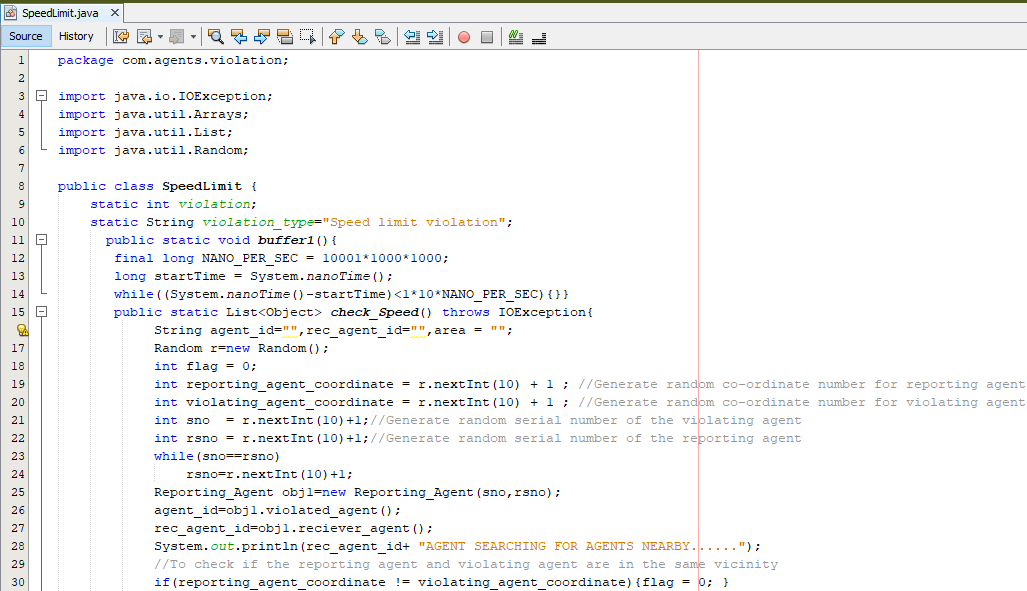 SpeedLimit.java
Source History
1 package com.agents.violation;
2
3 import java.io.IOException;
4 import java.util.Arrays;
5 import java.util.List;
6 import java.util.Random;
7
8 public class SpeedLimit {
9 static int violation;
10 static String violation_type="Speed limit violation";
11 public static void buffer1(){
12 final long NANO_PER_SEC = 1000l*1000*1000;
13 long startTime = System.nanoTime();
14 while((System.nanoTime()-startTime)<1*10*NANO_PER_SEC){}}
15 public static List<Object> check_Speed() throws IOException{
String agent_id="",rec_agent_id="",area = "";
17 Random r=new Random();
18 int flag = 0;
19 int reporting_agent_coordinate = r.nextInt(10) + 1 ; //Generate random co-ordinate number for reporting agent
20 int violating_agent_coordinate = r.nextInt(10) + 1 ; //Generate random co-ordinate number for violating agent
21 int sno  = r.nextInt(10)+1;//Generate random serial number of the violating agent
22 int rsno = r.nextInt(10)+1;//Generate random serial number of the reporting agent
23 while(sno==rsno)
24 rsno=r.nextInt(10)+1;
25 Reporting_Agent obj1=new Reporting_Agent(sno,rsno);
26 agent_id=obj1.violated_agent();
27 rec_agent_id=obj1.reciever_agent();
28 System.out.println(rec_agent_id+ "AGENT SEARCHING FOR AGENTS NEARBY......");
29 //To check if the reporting agent and violating agent are in the same vicinity
30 if(reporting_agent_coordinate != violating_agent_coordinate){flag = 0; }